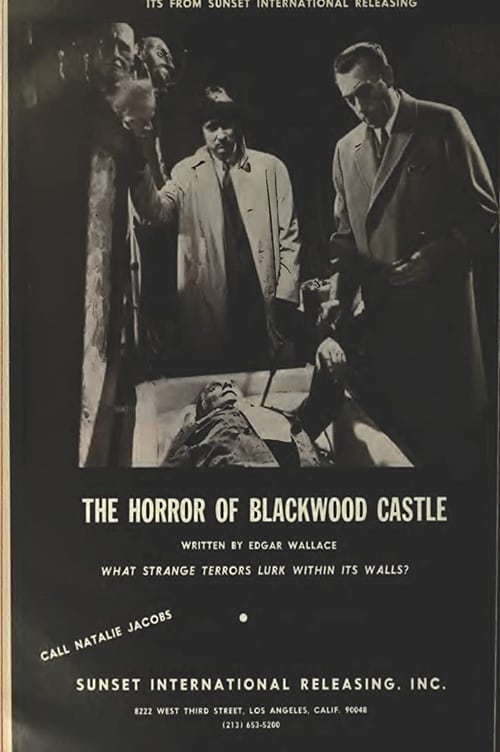 ITS FROM SUNSET INTERNATIONAL RELEASING
THE HORROR OF BLACKWOOD CASTLE
WRITTEN BY EDGAR WALLACE
WHAT STRANGE TERRORS LURK WITHIN ITS WALLS?
CALL NATALIE JACOBS
SUNSET INTERNATIONAL RELEASING, INC.
8222 WEST THIRD STREET, LOS ANGELES, CALIF. 90048
(213) 653-5200